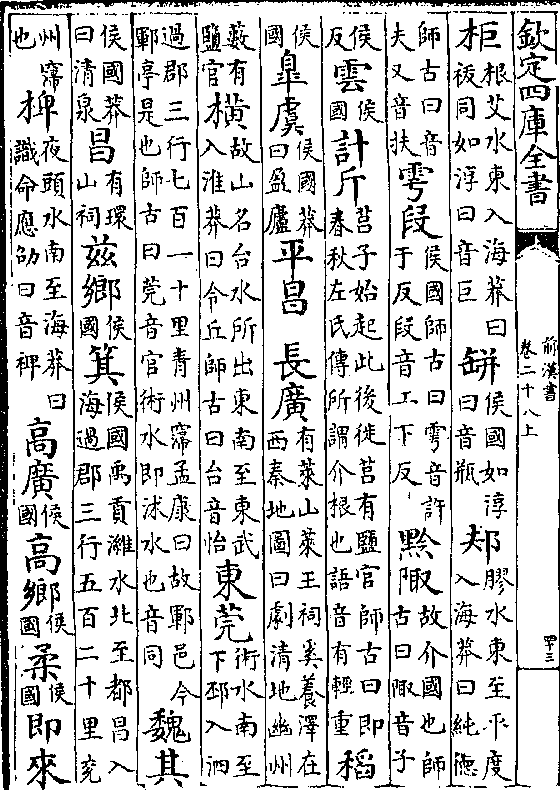 欽定四庫全書
前漢書
卷二十八上
柜根艾水東入海莽曰祓同如淳曰音巨缾侯國如淳曰音瓶邞膠水東至平度入海莽曰純德
師古曰音夫又音扶雩段侯國師古曰雩音許于反段音工下反黔陬故介國也師古曰陬音子
侯反雲侯國計斤莒子始起此後徙莒有鹽官師古曰即春秋左氏傳所謂介根也語音有輕重稻
侯國皐虞侯國莽曰盈廬平昌長廣有萊山萊王祠奚養澤在西秦地圖曰劇清地幽州
藪有鹽官橫故山名台水所出東南至東武入淮莽曰令丘師古曰台音怡東莞術水南至下邳入泗
過郡三行七百一十里青州𡫽孟康曰故鄆邑今鄆亭是也師古曰莞音官術水即沭水也音同魏其
侯國莽曰清泉昌有環山祠兹鄉侯國箕侯國禹貢濰水北至都昌入海過郡三行五百二十里兖
州𡫽也椑夜頭水南至海莽曰識命應劭曰音裨高廣侯國高鄉侯國柔侯國即來